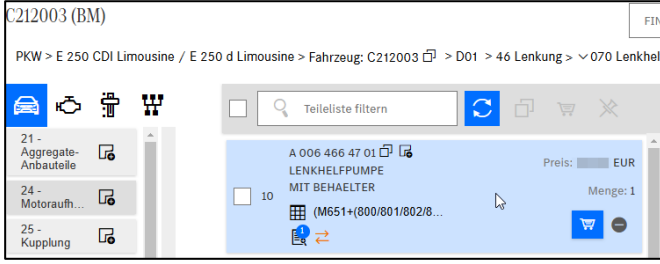 C212003 (BM)
FIN
PKW > E 250 CDI Limousine / E 250 d Limousine > Fahrzeug: C212003 > D01 > 46 Lenkung > 070 Lenkhel
Teileliste filtern
21 -
Aggregate-
Anbauteile
24 -
Motoraufh...
25 -
Kupplung
A 006 466 47 01
LENKHELFPUMPE
MIT BEHAELTER
10
(M651+(800/801/802/8...
1
Preis: EUR
Menge: 1